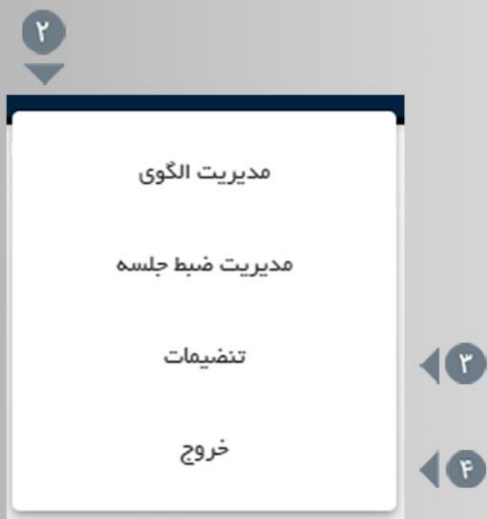 ۲
مدیریت الگوی
مدیریت ضبط جلسه
تنضیمات
۳
خروج
۴